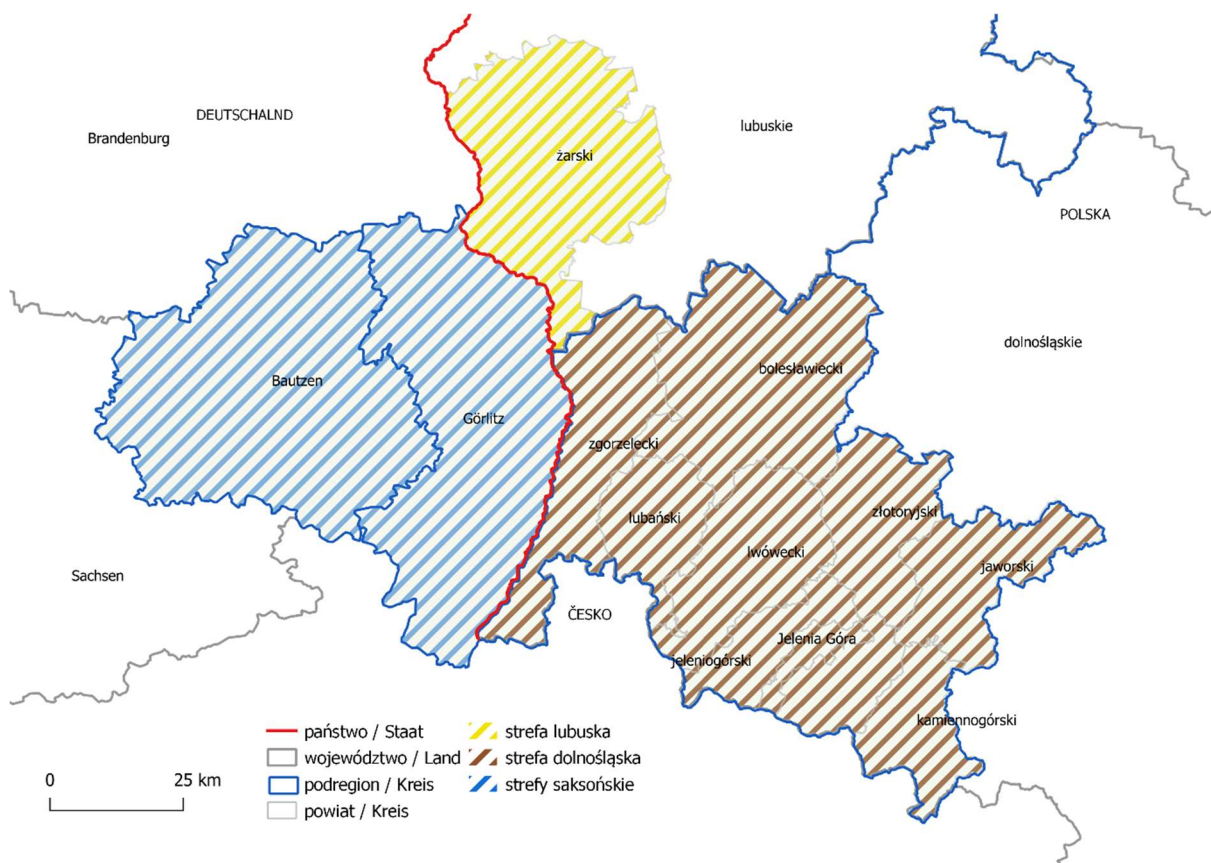 DEUTSCHALND
Brandenburg
lubuskie
żarski
POLSKA
dolnośląskie
bolesławiecki
Bautzen
Görlitz
zgorzelecki
lubański
złotoryjski
lwówecki
jaworski
Sachsen
ČESKO
Jelenia Góra
jeleniogórski
kamiennogórski
państwo / Staat
województwo / Land
podregion / Kreis
powiat / Kreis
strefa lubuska
strefa dolnośląska
strefy saksońskie
0 25 km